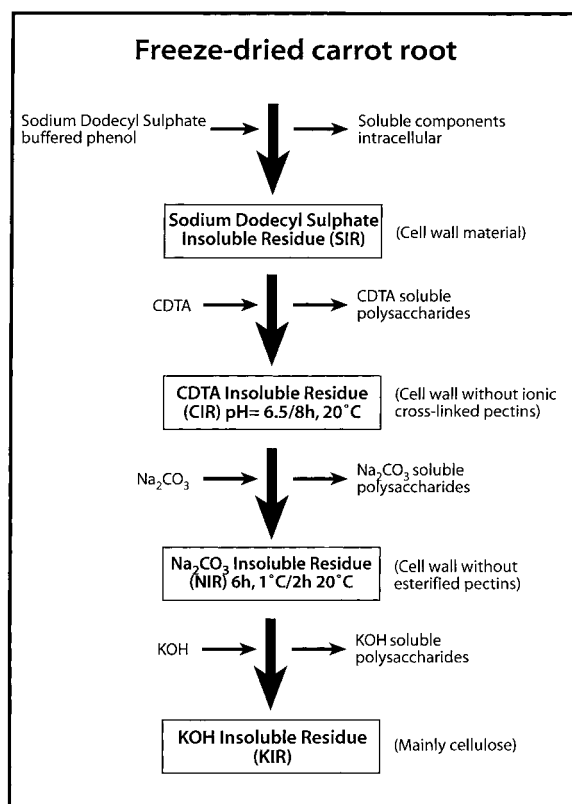 Freeze-dried carrot root
Sodium Dodecyl Sulphate
buffered phenol
Soluble components
intracellular
Sodium Dodecyl Sulphate
Insoluble Residue (SIR)
(Cell wall material)
CDTA
CDTA soluble
polysaccharides
CDTA Insoluble Residue
(CIR) pH= 6.5/8h, 20˚C
(Cell wall without ionic
cross-linked pectins)
Na₂CO₃
Na₂CO₃ soluble
polysaccharides
Na₂CO₃ Insoluble Residue
(NIR) 6h, 1˚C/2h 20˚C
(Cell wall without
esterified pectins)
KOH
KOH soluble
polysaccharides
KOH Insoluble Residue
(KIR)
(Mainly cellulose)